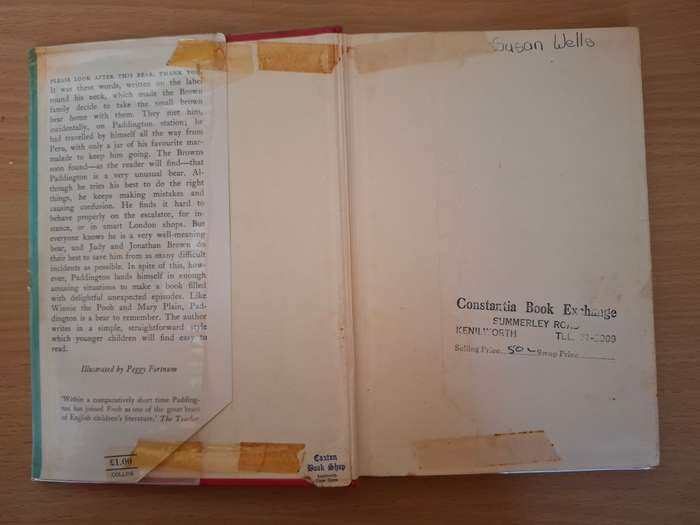 PLEASE LOOK AFTER THIS BEAR, THANK YOU.
It was these words, written on the label
round his neck, which made the Brown
family decide to take the small brown
bear home with them. They met him,
incidentally, on Paddington station; he
had travelled by himself all the way from
Peru, with only a jar of his favourite mar-
malade to keep him going. The Browns
soon found—as the reader will find—that
Paddington is a very unusual bear. Al-
though he tries his best to do the right
things, he keeps making mistakes and
causing confusion. He finds it hard to
behave properly on the escalator, for in-
stance, or in smart London shops. But
everyone knows he is a very well-meaning
bear, and Judy and Jonathan Brown do
their best to save him from as many difficult
incidents as possible. In spite of this, how-
ever, Paddington lands himself in enough
amusing situations to make a book filled
with delightful unexpected episodes. Like
Winnie the Pooh and Mary Plain, Pad-
dington is a bear to remember. The author
writes in a simple, straightforward style
which younger children will find easy to
read.
Illustrated by Peggy Fortnum
'Within a comparatively short time Padding-
ton has joined Pooh as one of the great bears
of English children's literature.' The Teacher
£1.00
COLLINS
Caxton
Book Shop
Susan Wells
Constantia Book Exchange
SUMMERLEY ROAD
KENILWORTH TEL. 71-2009
Selling Price 50 Swap Price